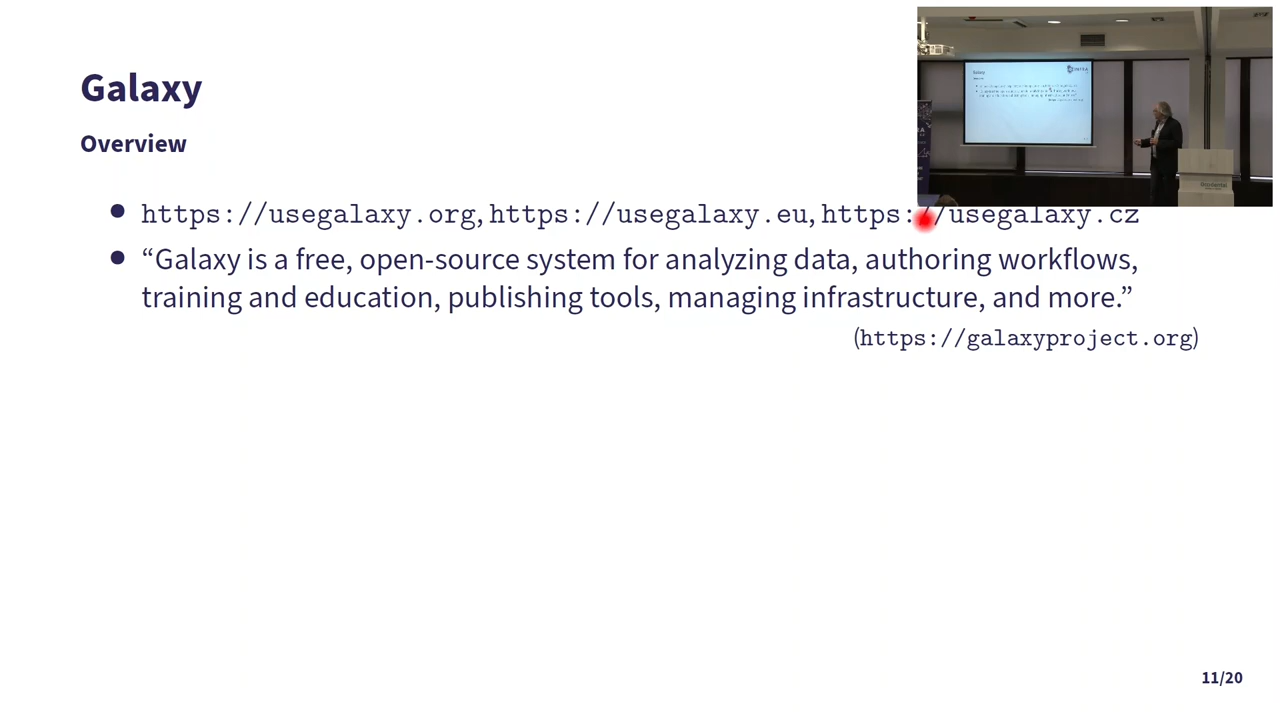 Galaxy
Overview
• https://usegalaxy.org, https://usegalaxy.eu, https://usegalaxy.cz
• “Galaxy is a free, open-source system for analyzing data, authoring workflows,
training and education, publishing tools, managing infrastructure, and more.”
(https://galaxyproject.org)
11/20